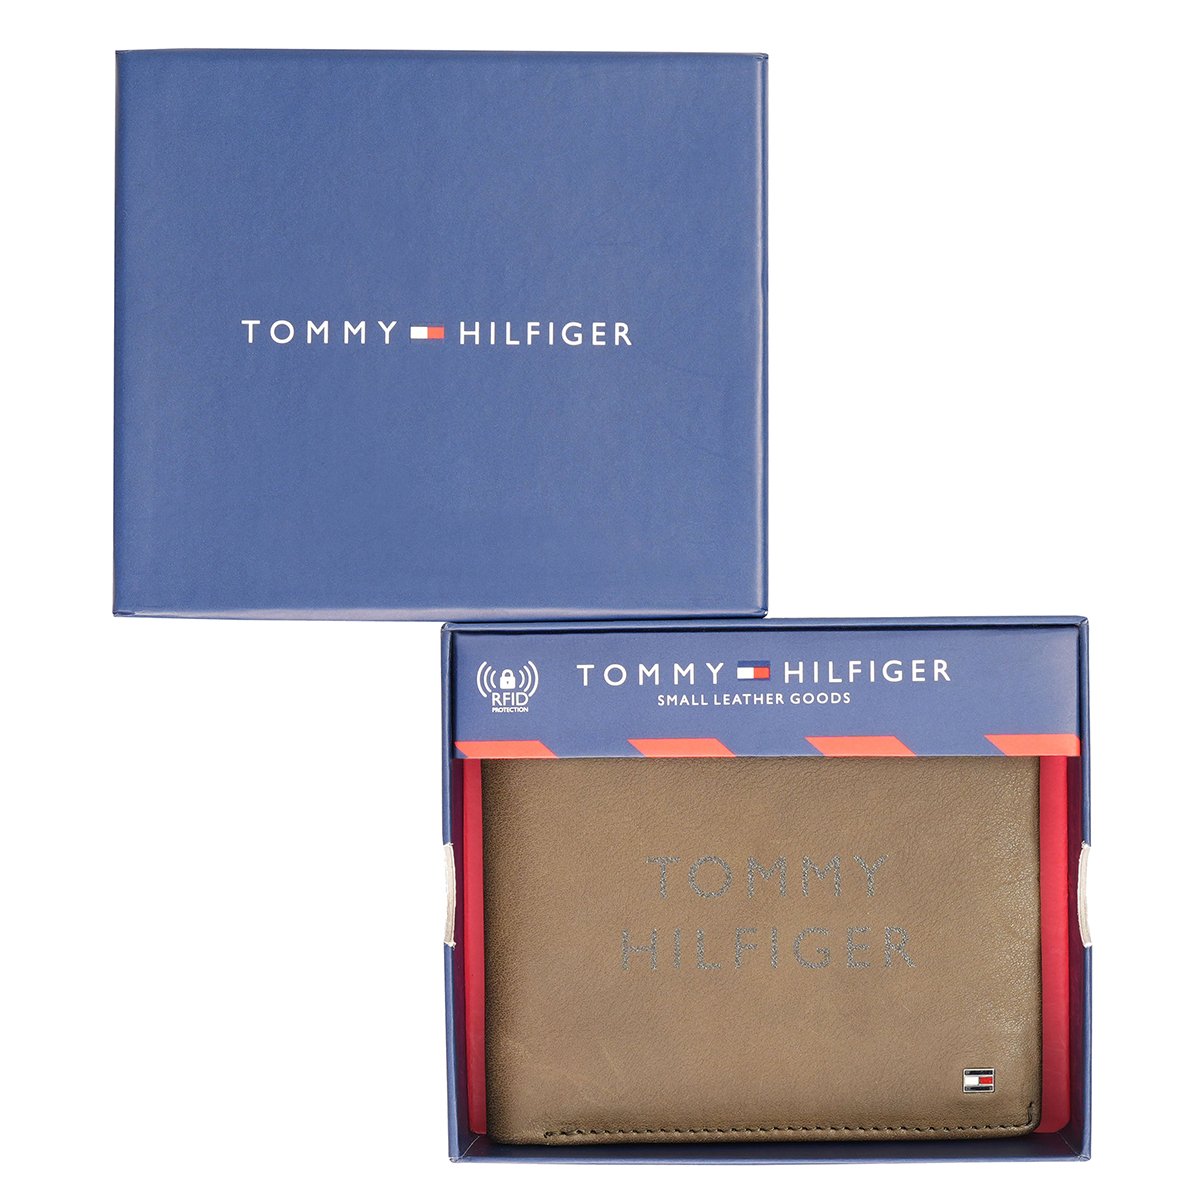 TOMMY HILFIGER
RFID
PROTECTION
TOMMY HILFIGER
SMALL LEATHER GOODS
TOMMY
HILFIGER